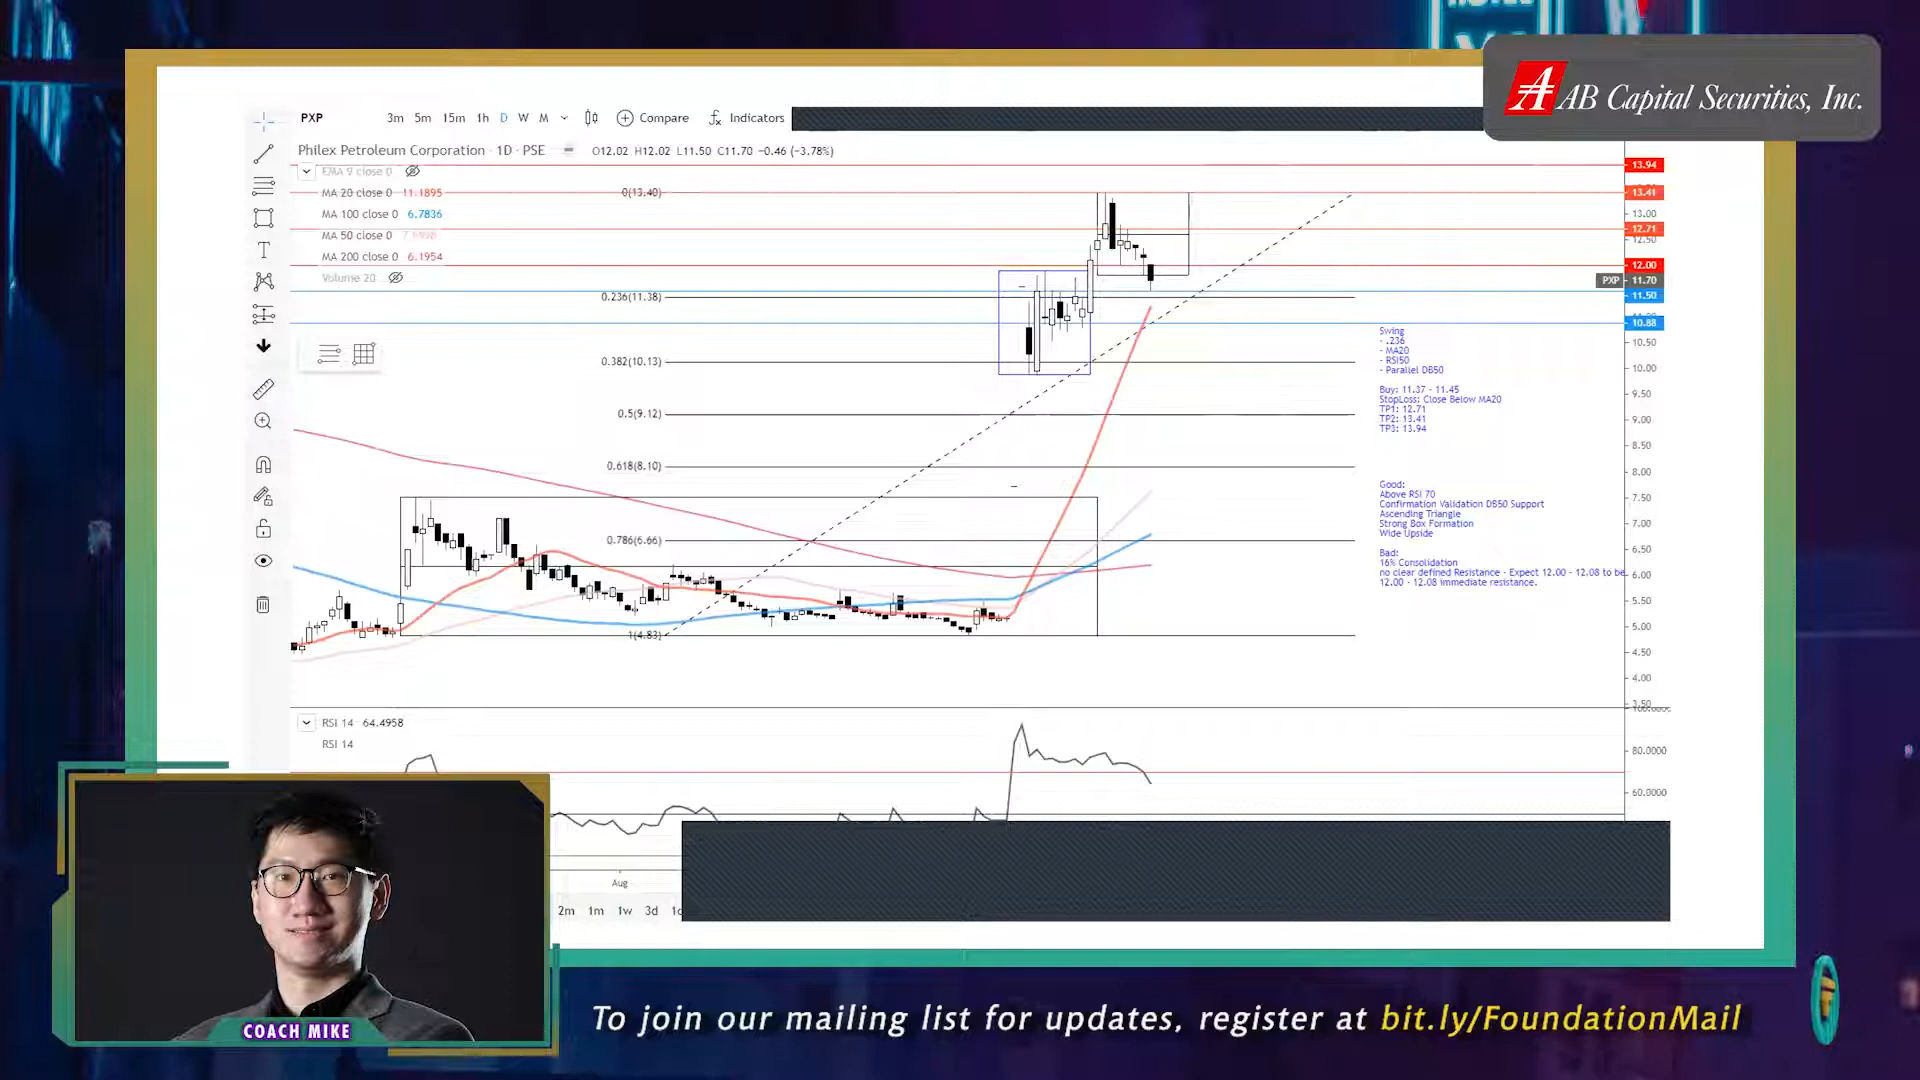 AB Capital Securities, Inc.
PXP 3m 5m 15m 1h D W M Compare Indicators
Philex Petroleum Corporation · 1D · PSE O12.02 H12.02 L11.50 C11.70 −0.46 (−3.78%)
EMA 9 close 0
MA 20 close 0 11.1895
MA 100 close 0 6.7836
MA 50 close 0
MA 200 close 0 6.1954
Volume 20
0(13.40)
0.236(11.38)
0.382(10.13)
0.5(9.12)
0.618(8.10)
0.786(6.66)
1(4.83)
13.94
13.41
13.00
12.71
12.50
12.00
PXP 11.70
11.50
10.88
10.50
10.00
9.50
9.00
8.50
8.00
7.50
7.00
6.50
6.00
5.50
5.00
4.50
4.00
3.50
Swing
- .236
- MA20
- RSI50
- Parallel DB50
Buy: 11.37 - 11.45
StopLoss: Close Below MA20
TP1: 12.71
TP2: 13.41
TP3: 13.94
Good:
Above RSI 70
Confirmation Validation DB50 Support
Ascending Triangle
Strong Box Formation
Wide Upside
Bad:
16% Consolidation
no clear defined Resistance - Expect 12.00 - 12.08 to be
12.00 - 12.08 immediate resistance.
RSI 14 64.4958
RSI 14
80.0000
60.0000
Aug
2m 1m 1w 3d
COACH MIKE
To join our mailing list for updates, register at bit.ly/FoundationMail